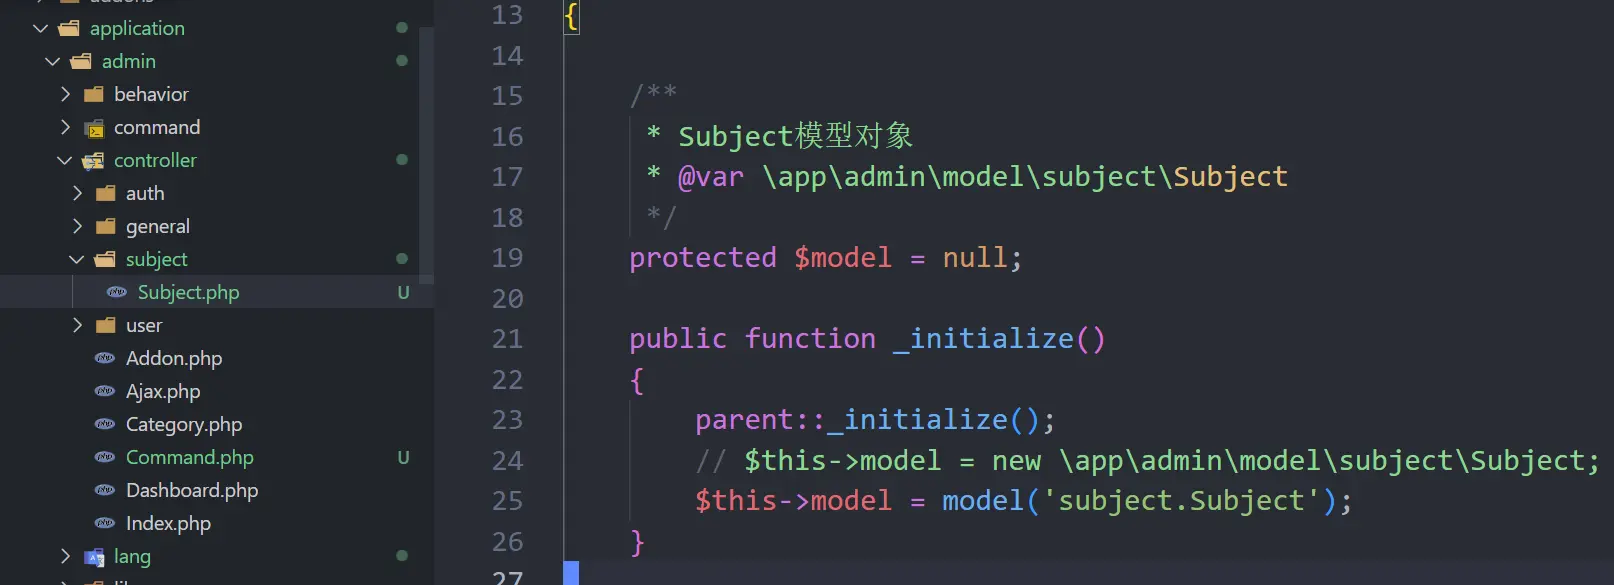 application
admin
behavior
command
controller
auth
general
subject
Subject.php U
user
Addon.php
Ajax.php
Category.php
Command.php U
Dashboard.php
Index.php
lang
13 {
14
15 /**
16 * Subject模型对象
17 * @var \app\admin\model\subject\Subject
18 */
19 protected $model = null;
20
21 public function _initialize()
22 {
23 parent::_initialize();
24 // $this->model = new \app\admin\model\subject\Subject;
25 $this->model = model('subject.Subject');
26 }
27